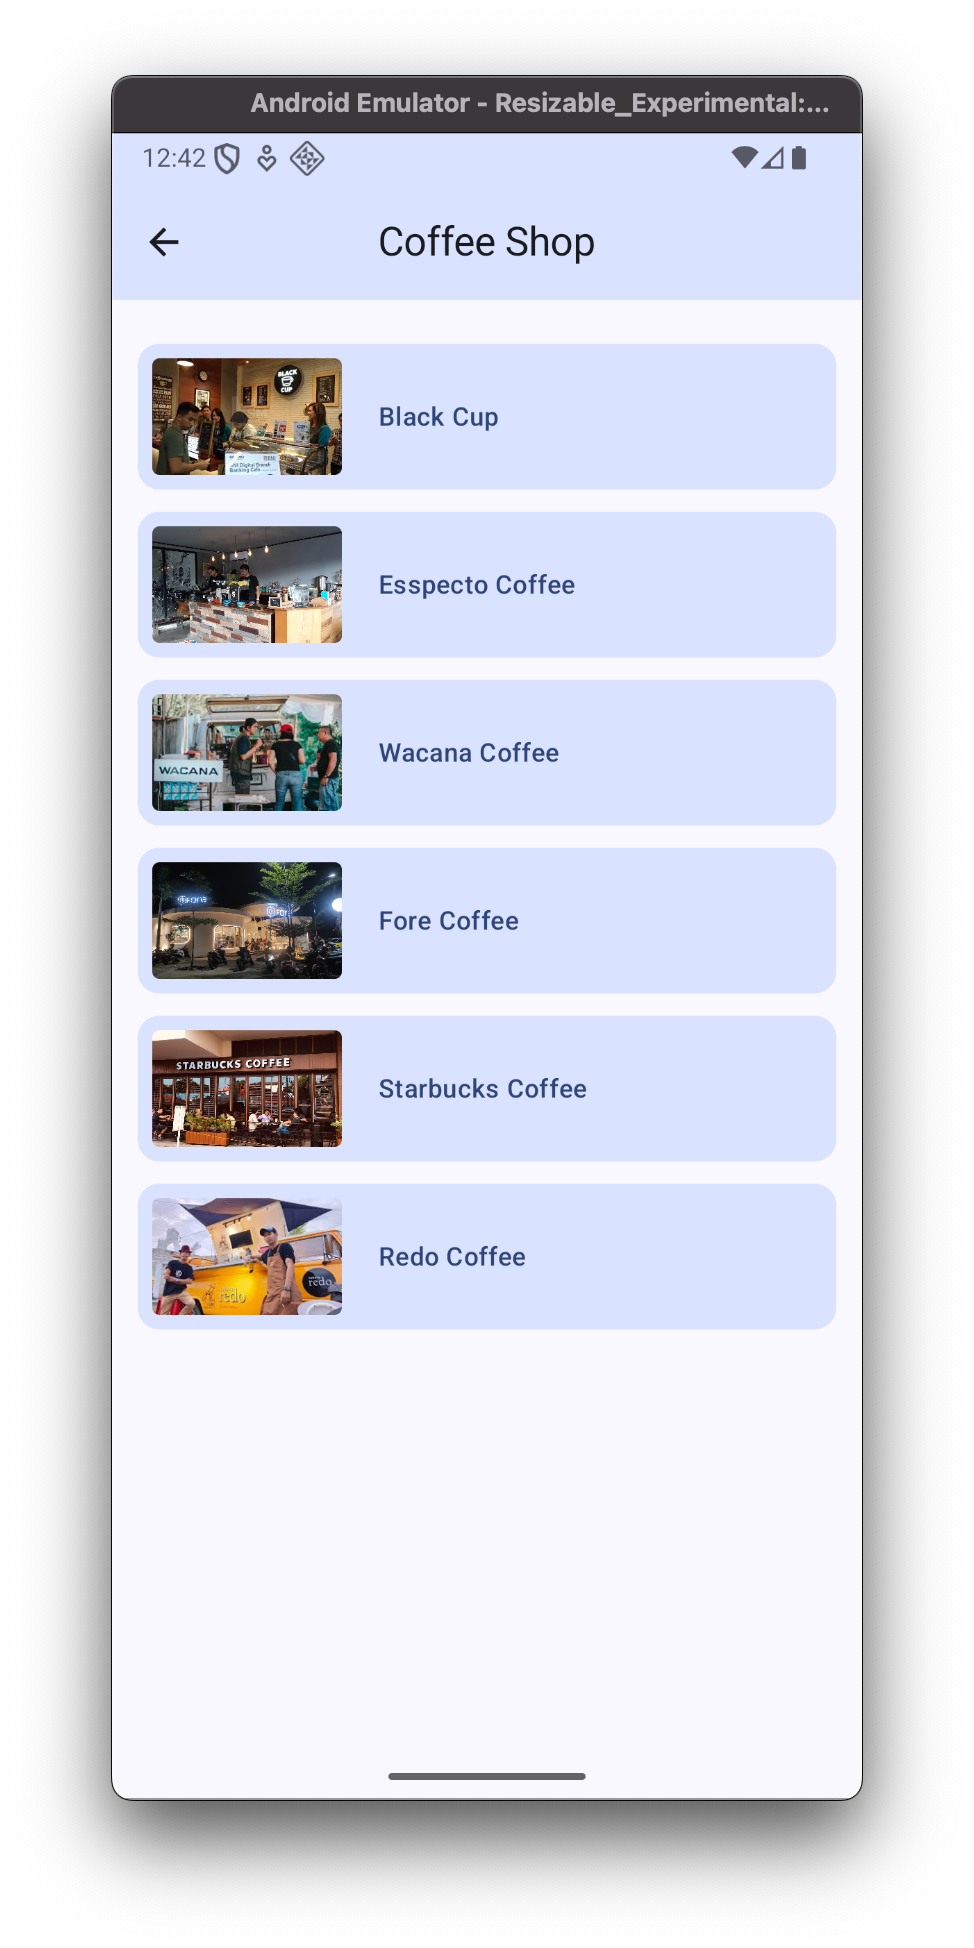 Android Emulator - Resizable_Experimental:...
12:42
Coffee Shop
BLACK
CUP
Black Cup
Esspecto Coffee
WACANA
Wacana Coffee
FORE
Fore Coffee
STARBUCKS COFFEE
Starbucks Coffee
redo
redo
Redo Coffee